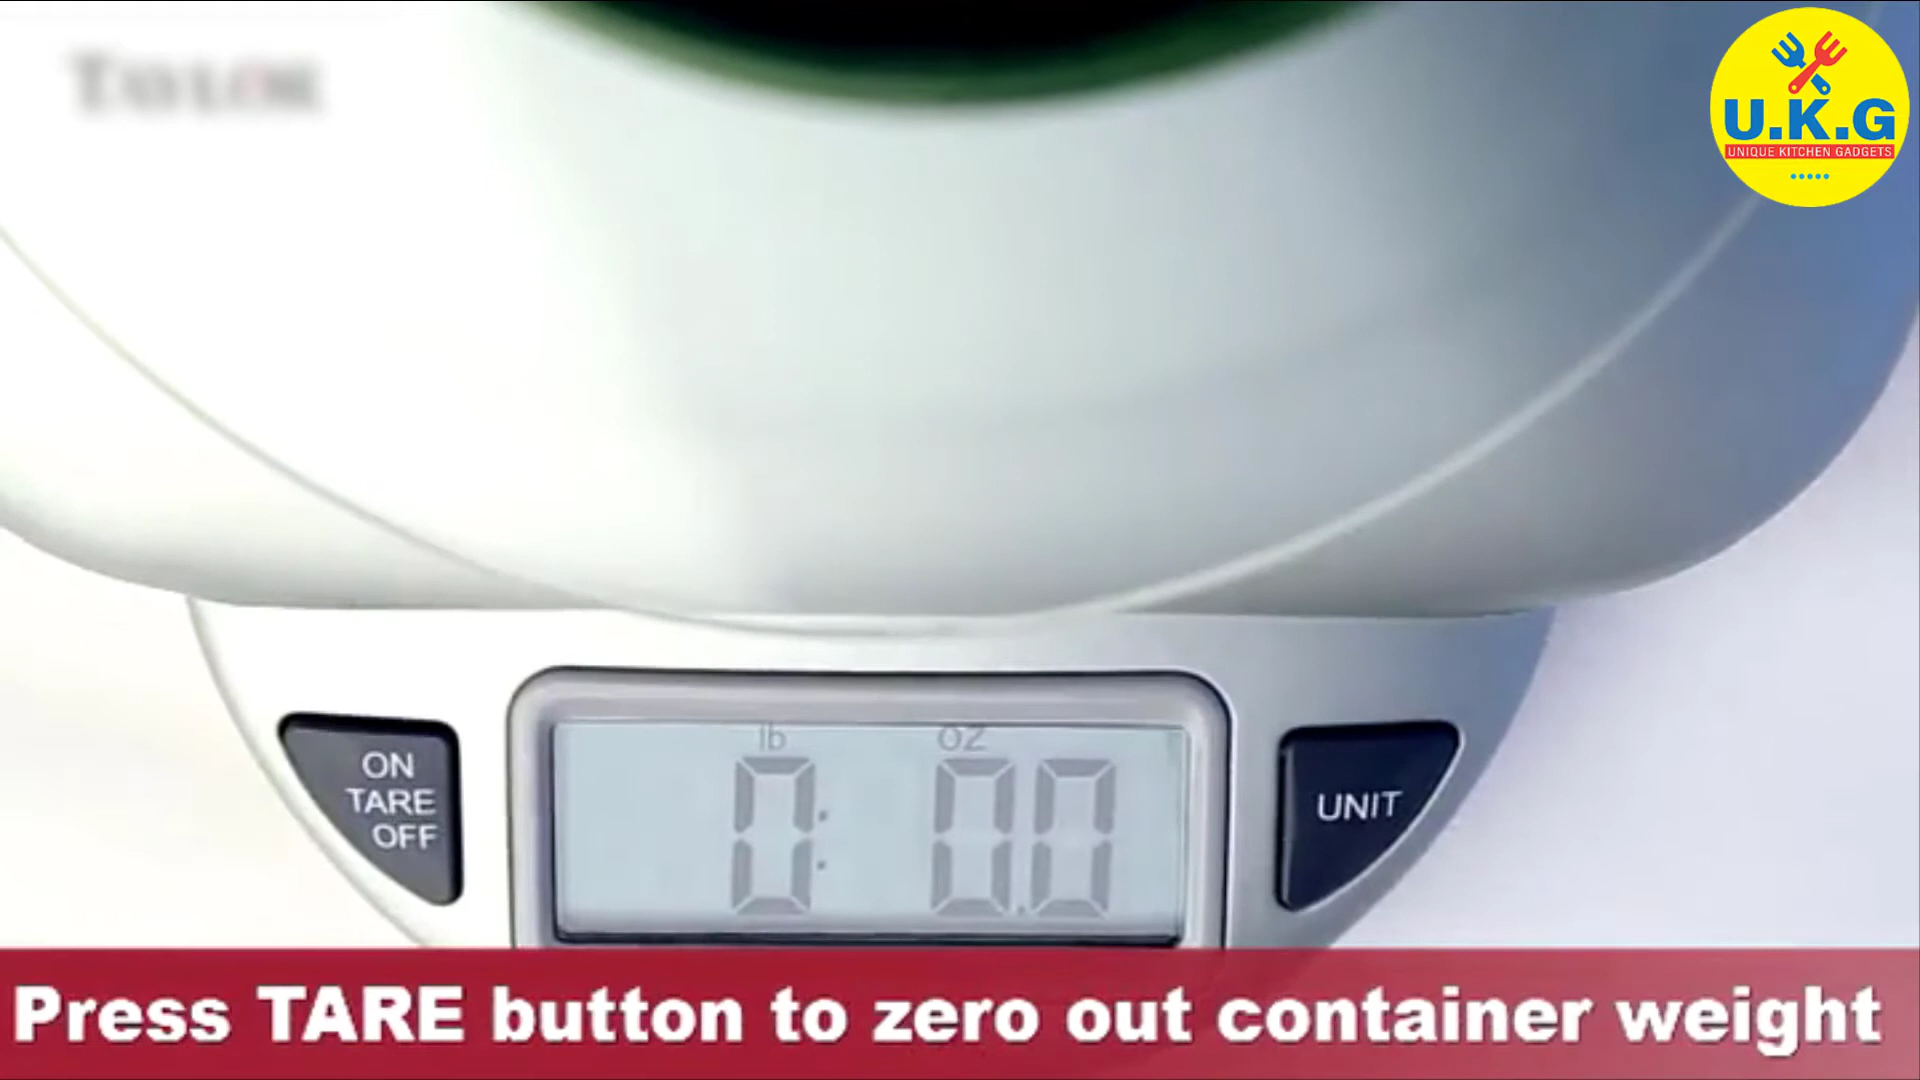 TAYLOR
U.K.G
UNIQUE KITCHEN GADGETS
lb
oz
0: 0.0
ON
TARE
OFF
UNIT
Press TARE button to zero out container weight